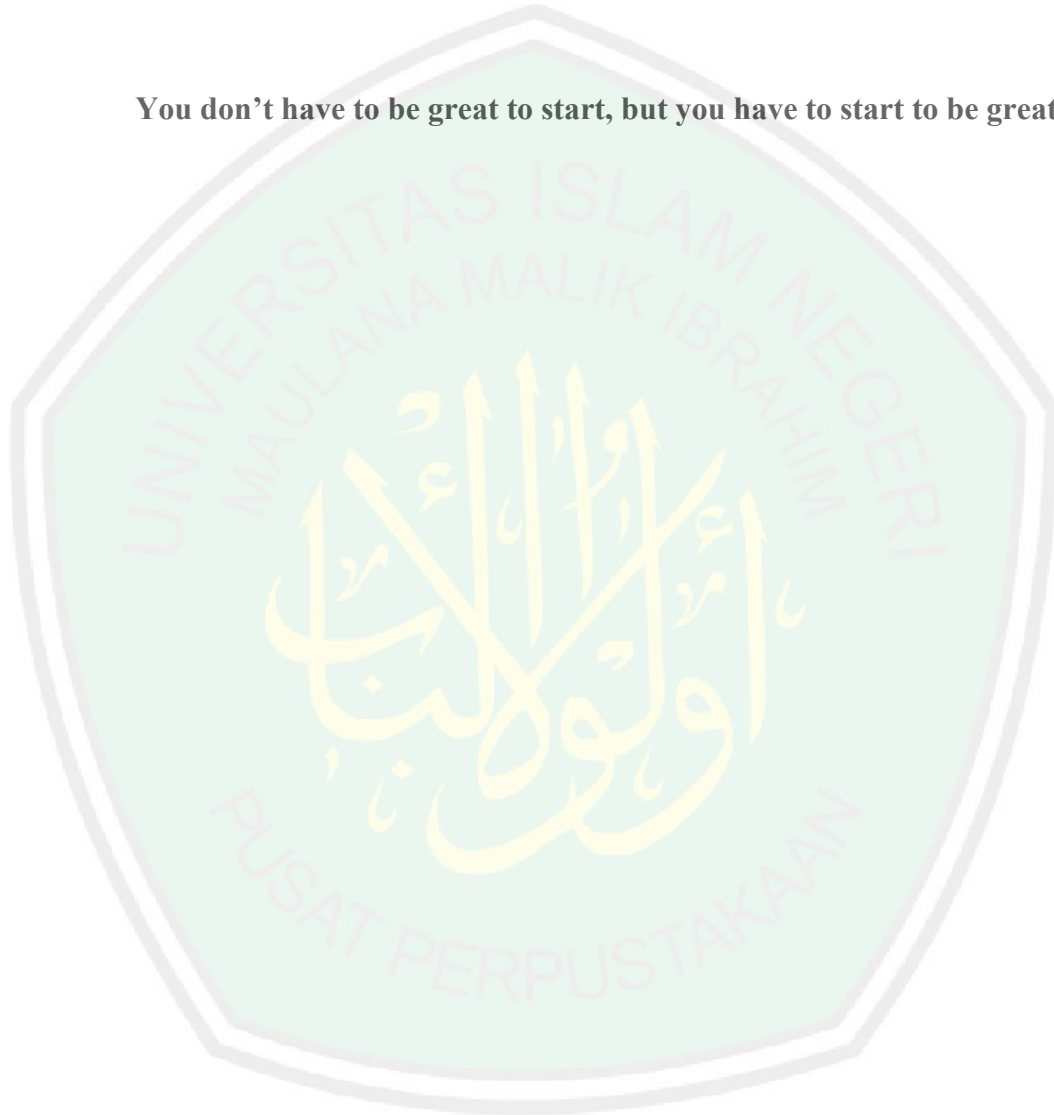 You don’t have to be great to start, but you have to start to be great
UNIVERSITAS ISLAM NEGERI
MAULANA MALIK IBRAHIM
أولوا الألباب
PUSAT PERPUSTAKAAN